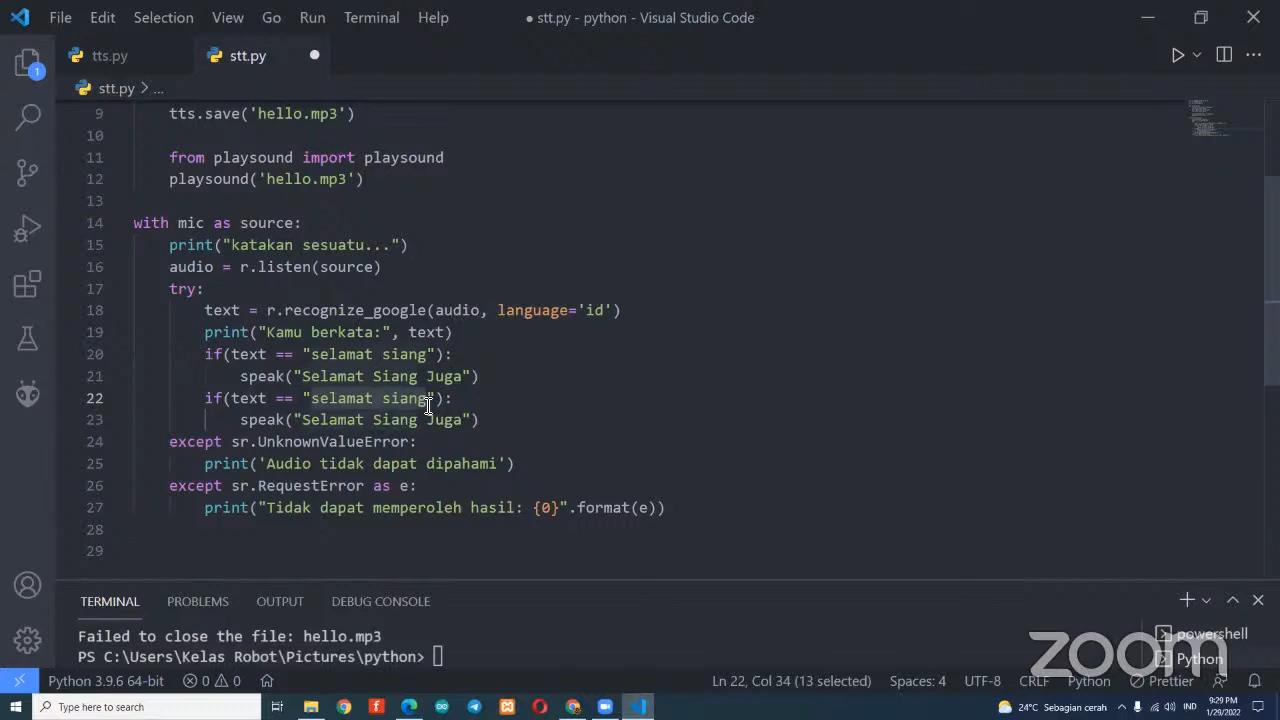 File Edit Selection View Go Run Terminal Help
● stt.py - python - Visual Studio Code
tts.py
stt.py
1
stt.py > ...
9 tts.save('hello.mp3')
10
11 from playsound import playsound
12 playsound('hello.mp3')
13
14 with mic as source:
15 print("katakan sesuatu...")
16 audio = r.listen(source)
17 try:
18 text = r.recognize_google(audio, language='id')
19 print("Kamu berkata:", text)
20 if(text == "selamat siang"):
21 speak("Selamat Siang Juga")
22 if(text == "selamat siang"):
23 speak("Selamat Siang Juga")
24 except sr.UnknownValueError:
25 print('Audio tidak dapat dipahami')
26 except sr.RequestError as e:
27 print("Tidak dapat memperoleh hasil: {0}".format(e))
28
29
TERMINAL PROBLEMS OUTPUT DEBUG CONSOLE
Failed to close the file: hello.mp3
PS C:\Users\Kelas Robot\Pictures\python>
powershell
Python
zoom
Python 3.9.6 64-bit 0 0 Ln 22, Col 34 (13 selected) Spaces: 4 UTF-8 CRLF Python Prettier
Type here to search
24°C Sebagian cerah IND 9:29 PM
1/29/2022